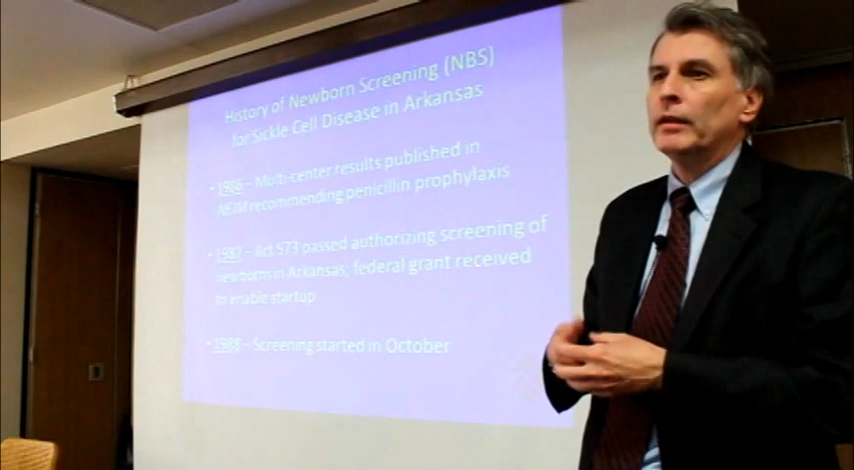 History of Newborn Screening (NBS)
for Sickle Cell Disease in Arkansas
• 1986 – Multi-center results published in
NEJM recommending penicillin prophylaxis
• 1987 – Act 573 passed authorizing screening of
newborns in Arkansas; federal grant received
to enable startup
• 1988 – Screening started in October